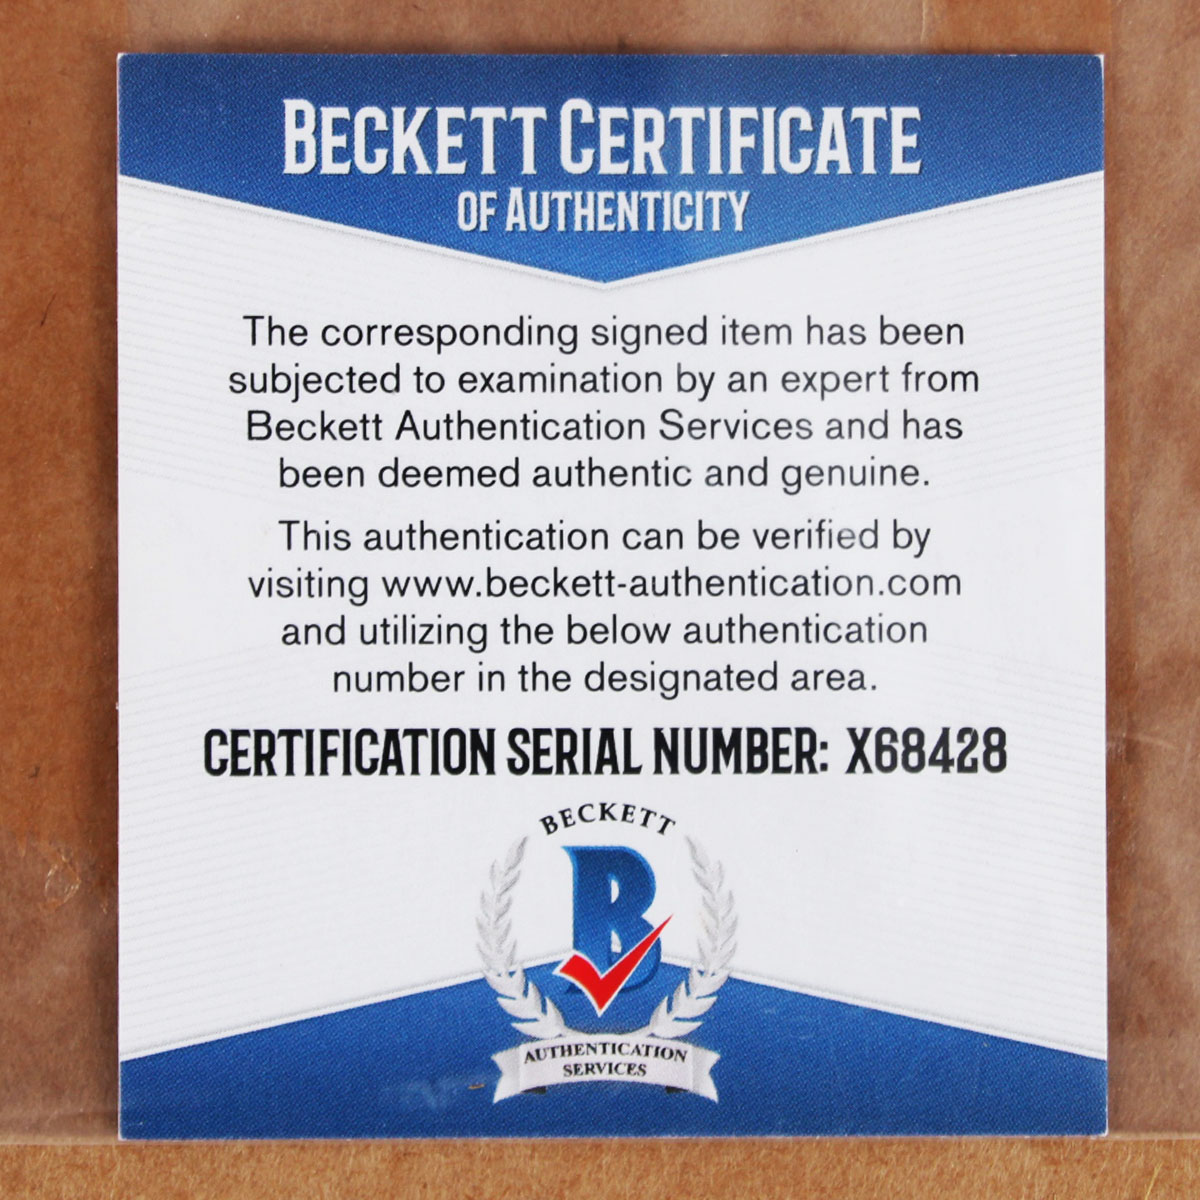 BECKETT CERTIFICATE
OF AUTHENTICITY
The corresponding signed item has been
subjected to examination by an expert from
Beckett Authentication Services and has
been deemed authentic and genuine.
This authentication can be verified by
visiting www.beckett-authentication.com
and utilizing the below authentication
number in the designated area.
CERTIFICATION SERIAL NUMBER: X68428
BECKETT
B
AUTHENTICATION
SERVICES